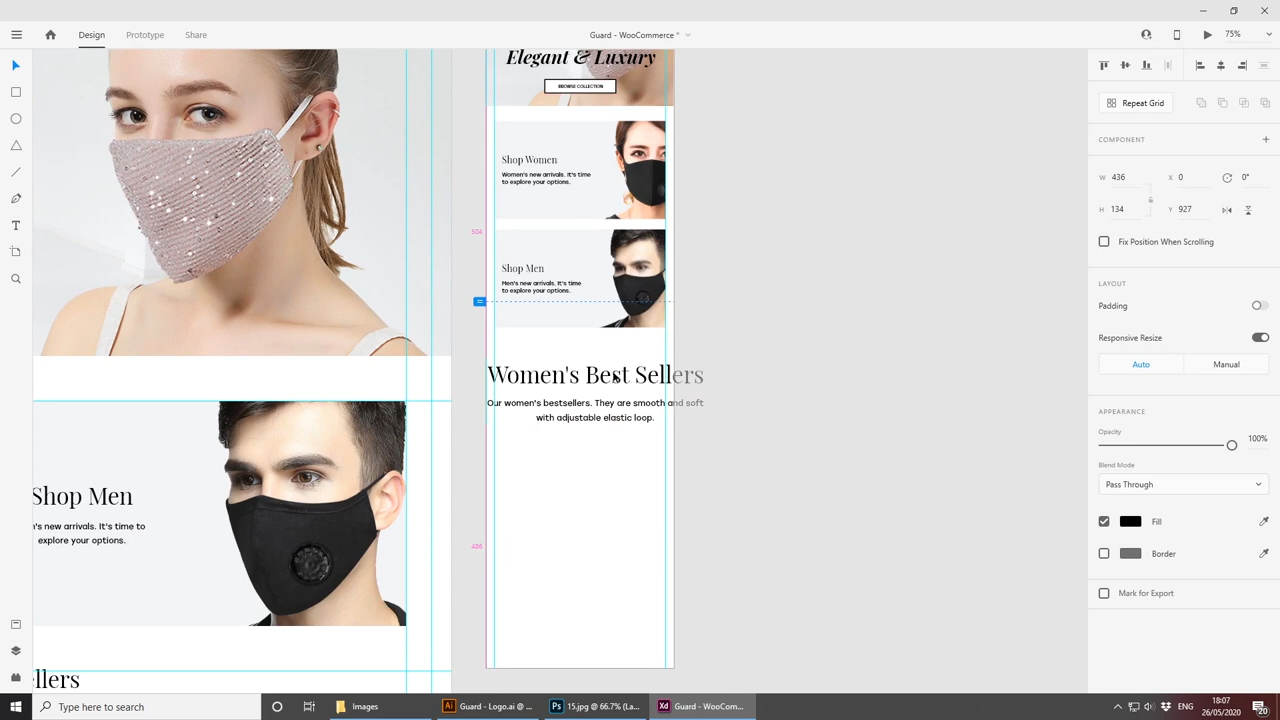 Design
Prototype
Share
Guard - WooCommerce *
75%
Elegant & Luxury
BROWSE COLLECTION
Repeat Grid
COMPONENT
W 436
X 0
0°
H 134
Y 927
Fix Position When Scrolling
LAYOUT
Padding
Responsive Resize
Auto
Manual
APPEARANCE
Opacity
100%
Blend Mode
Pass Through
Fill
Border
Mark for Export
Shop Women
Women's new arrivals. It's time
to explore your options.
504
Shop Men
Men's new arrivals. It's time
to explore your options.
Women's Best Sellers
Our women's bestsellers. They are smooth and soft
with adjustable elastic loop.
486
Shop Men
n's new arrivals. It's time to
explore your options.
ellers
Type here to search
Images
Guard - Logo.ai @ ...
15.jpg @ 66.7% (La...
Guard - WooCom...
ENG
18:07
26/05/2020
20